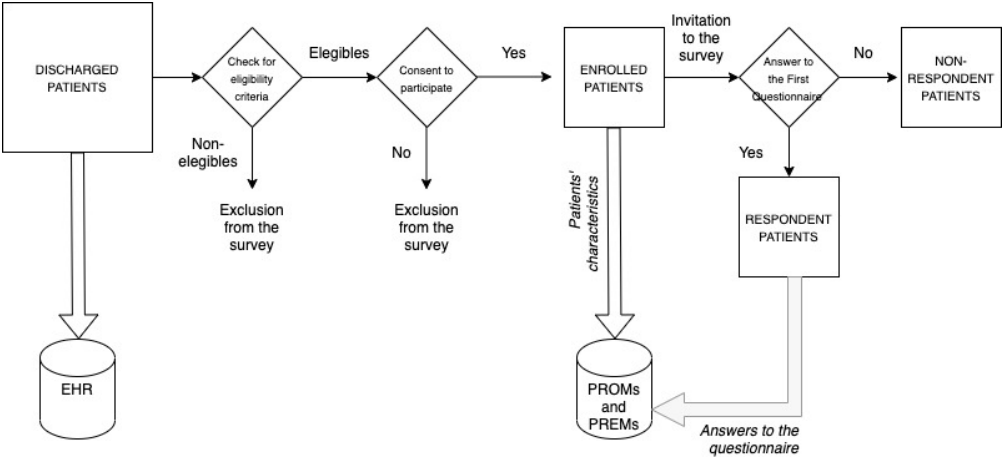 DISCHARGED
PATIENTS
Check for
eligibility
criteria
Elegibles
Consent to
participate
Yes
ENROLLED
PATIENTS
Invitation
to the
survey
Answer to
the First
Questionnaire
No
NON-
RESPONDENT
PATIENTS
Non-
elegibles
Exclusion
from the
survey
No
Exclusion
from the
survey
Patients'
characteristics
Yes
RESPONDENT
PATIENTS
EHR
PROMs
and
PREMs
Answers to the
questionnaire